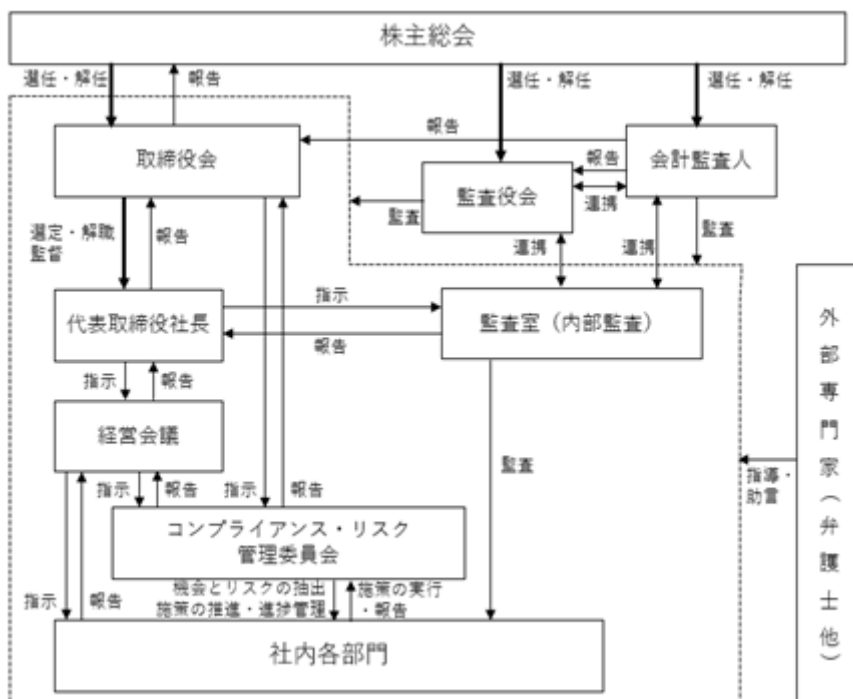 株主総会
選任・解任
報告
選任・解任
選任・解任
取締役会
報告
会計監査人
報告
監査役会
連携
監査
選定・解職
監督
報告
連携
連携
監査
代表取締役社長
指示
報告
監査室（内部監査）
指示
報告
経営会議
監査
外部専門家（弁護士他）
指導・
助言
指示
報告
指示
報告
コンプライアンス・リスク
管理委員会
指示
報告
機会とリスクの抽出
施策の推進・進捗管理
施策の実行
・報告
社内各部門